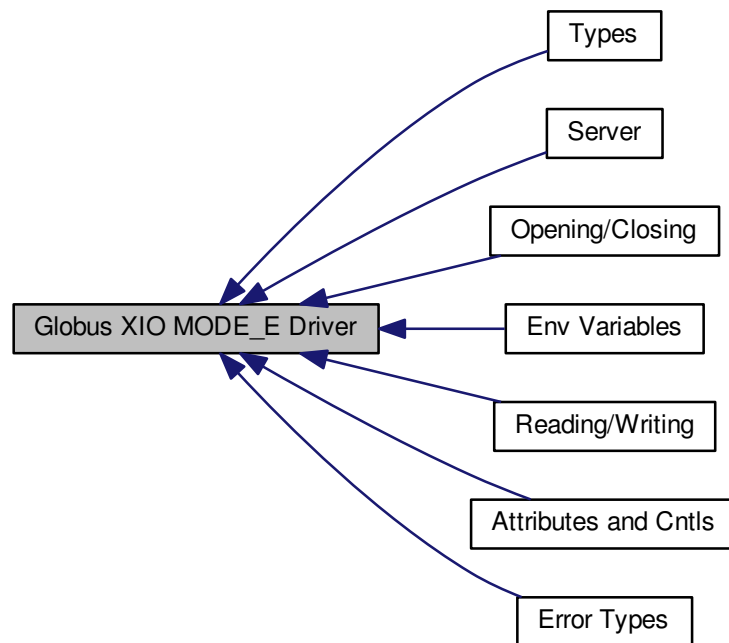 Types
Server
Opening/Closing
Globus XIO MODE_E Driver
Env Variables
Reading/Writing
Attributes and Cntls
Error Types